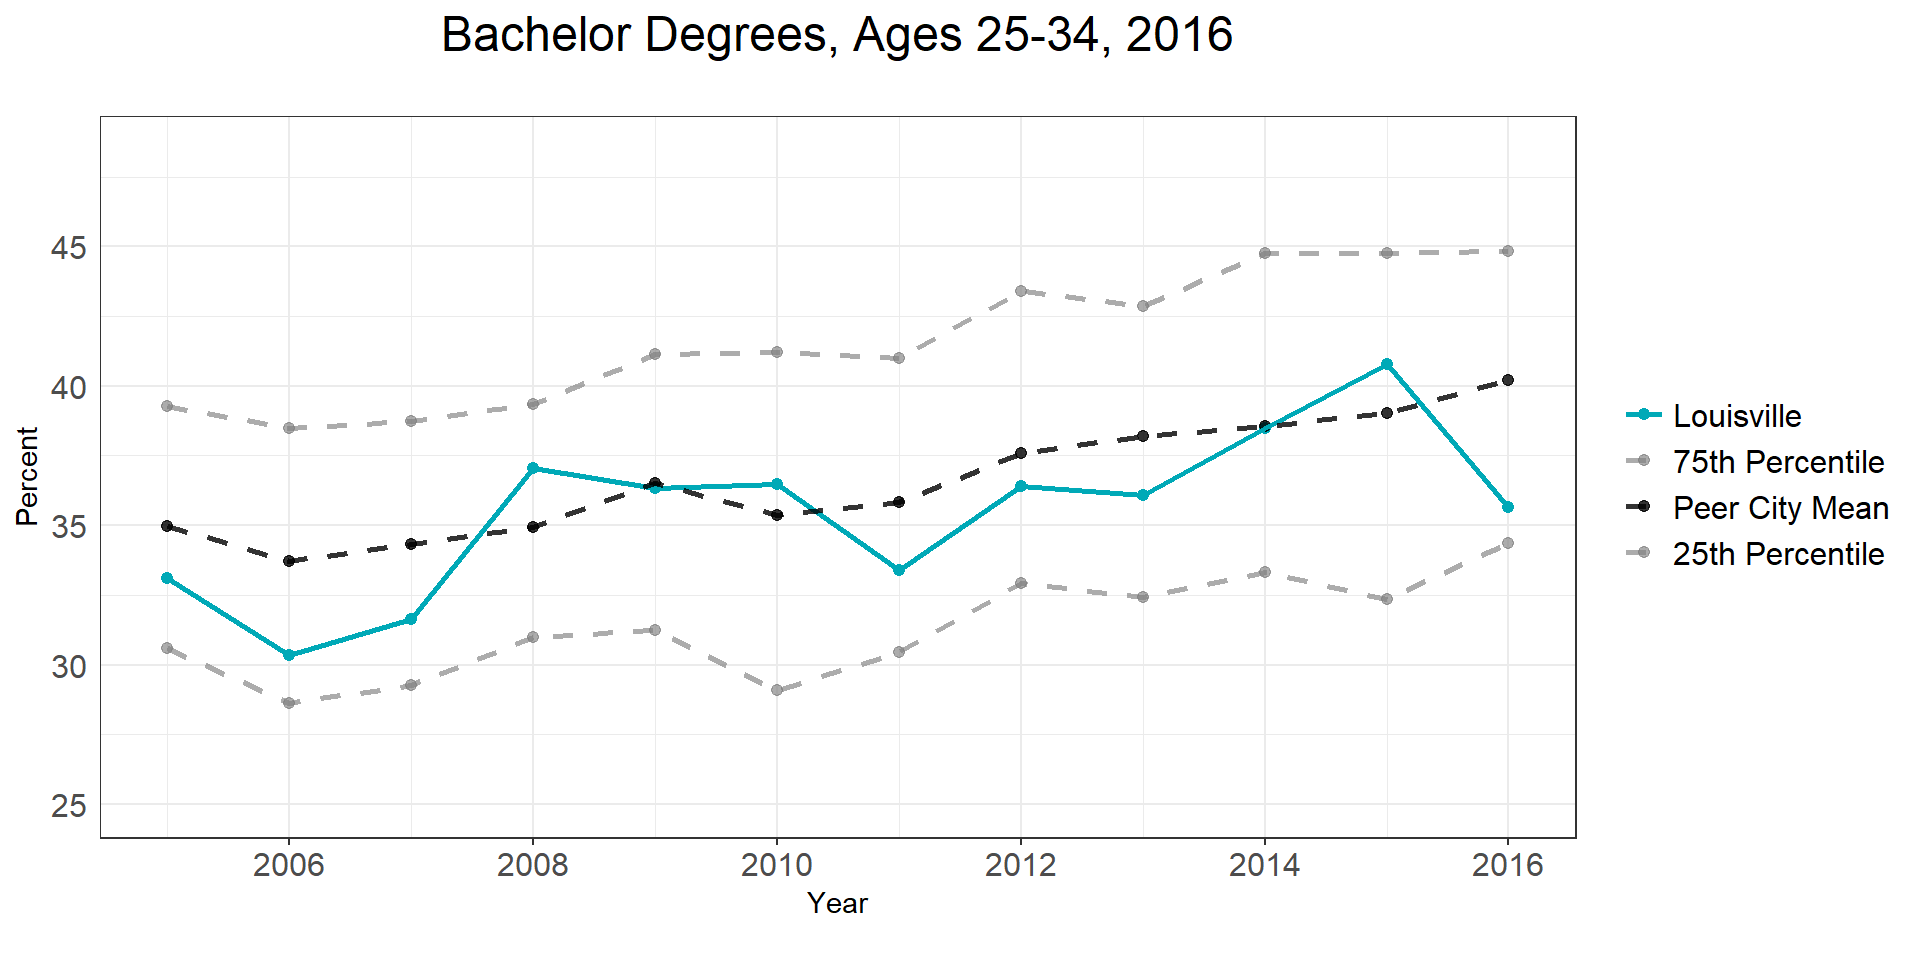 Bachelor Degrees, Ages 25-34, 2016
45
40
35
30
25
Percent
2006 2008 2010 2012 2014 2016
Year
Louisville
75th Percentile
Peer City Mean
25th Percentile